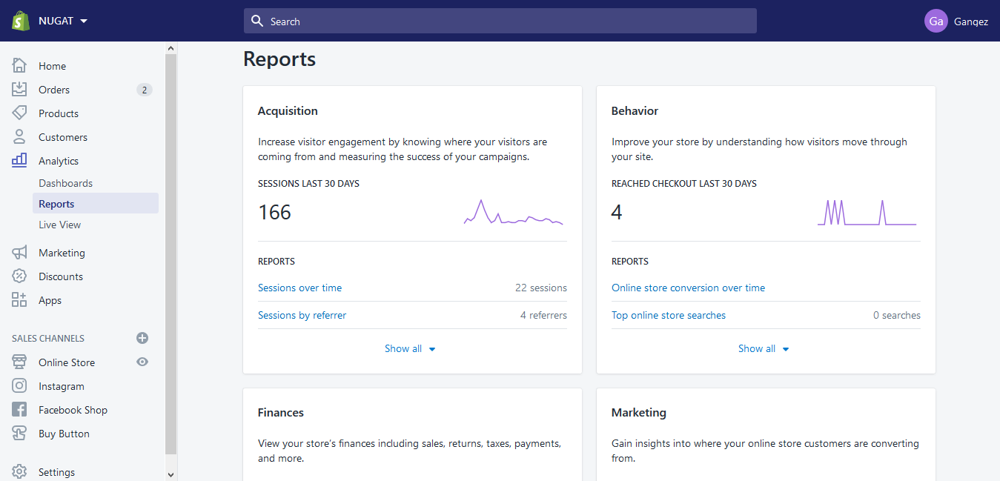 NUGAT
Search
Ga
Gangez
Home
Orders
2
Products
Customers
Analytics
Dashboards
Reports
Live View
Marketing
Discounts
Apps
SALES CHANNELS
Online Store
Instagram
Facebook Shop
Buy Button
Settings
Reports
Acquisition
Increase visitor engagement by knowing where your visitors are
coming from and measuring the success of your campaigns.
SESSIONS LAST 30 DAYS
166
REPORTS
Sessions over time 22 sessions
Sessions by referrer 4 referrers
Show all
Behavior
Improve your store by understanding how visitors move through
your site.
REACHED CHECKOUT LAST 30 DAYS
4
REPORTS
Online store conversion over time
Top online store searches 0 searches
Show all
Finances
View your store’s finances including sales, returns, taxes, payments,
and more.
Marketing
Gain insights into where your online store customers are converting
from.